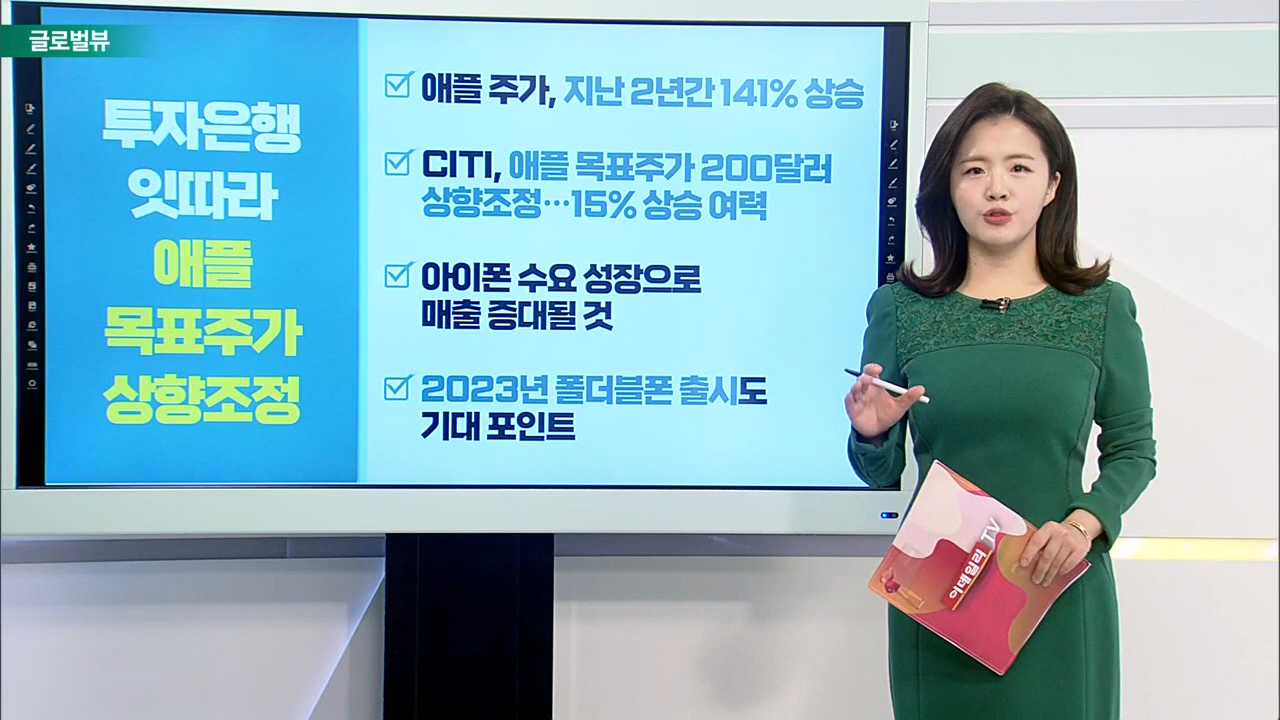 글로벌뷰
투자은행
잇따라
애플
목표주가
상향조정
애플 주가, 지난 2년간 141% 상승
CITI, 애플 목표주가 200달러
상향조정…15% 상승 여력
아이폰 수요 성장으로
매출 증대될 것
2023년 폴더블폰 출시도
기대 포인트
이데일리 TV